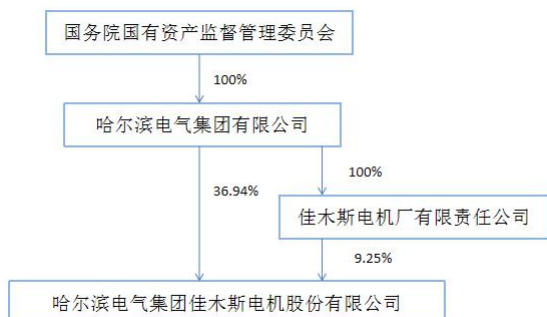 国务院国有资产监督管理委员会
100%
哈尔滨电气集团有限公司
100%
36.94%
佳木斯电机厂有限责任公司
9.25%
哈尔滨电气集团佳木斯电机股份有限公司